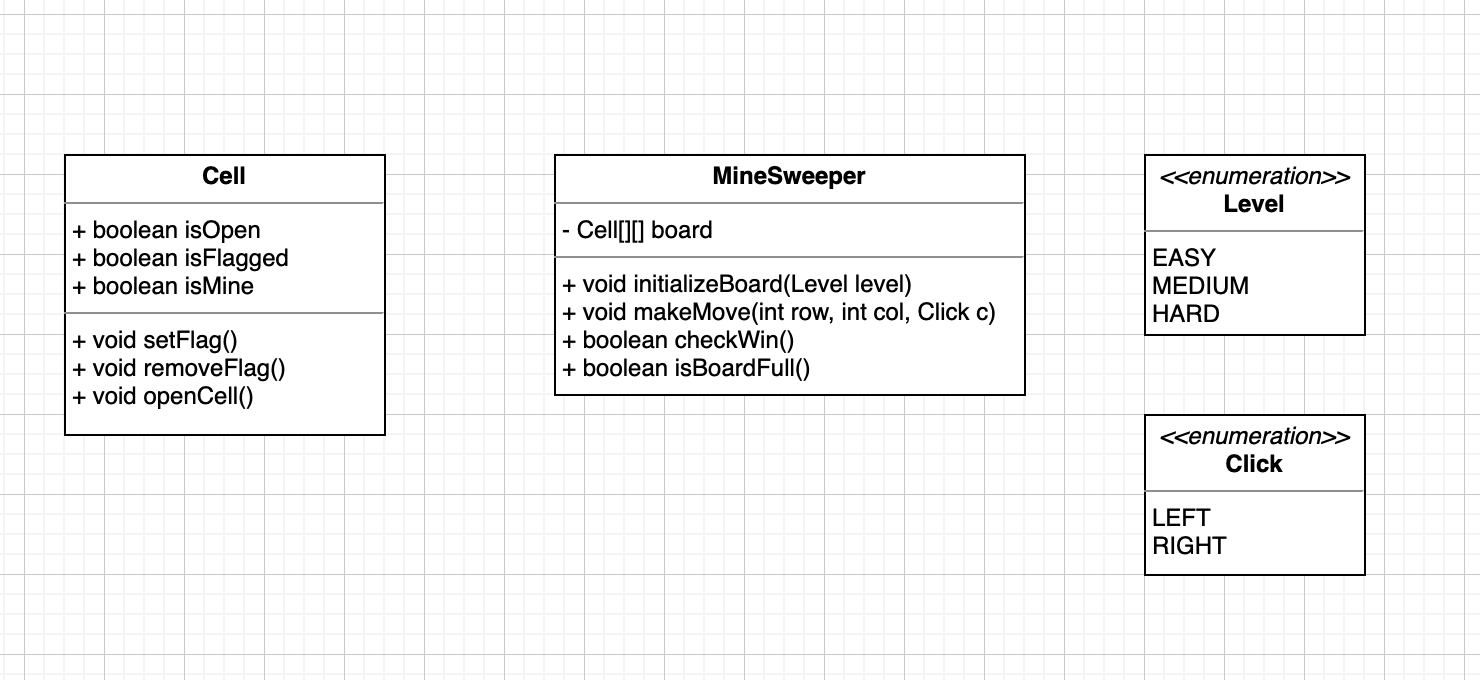 Cell
+ boolean isOpen
+ boolean isFlagged
+ boolean isMine
+ void setFlag()
+ void removeFlag()
+ void openCell()
MineSweeper
- Cell[][] board
+ void initializeBoard(Level level)
+ void makeMove(int row, int col, Click c)
+ boolean checkWin()
+ boolean isBoardFull()
<<enumeration>>
Level
EASY
MEDIUM
HARD
<<enumeration>>
Click
LEFT
RIGHT